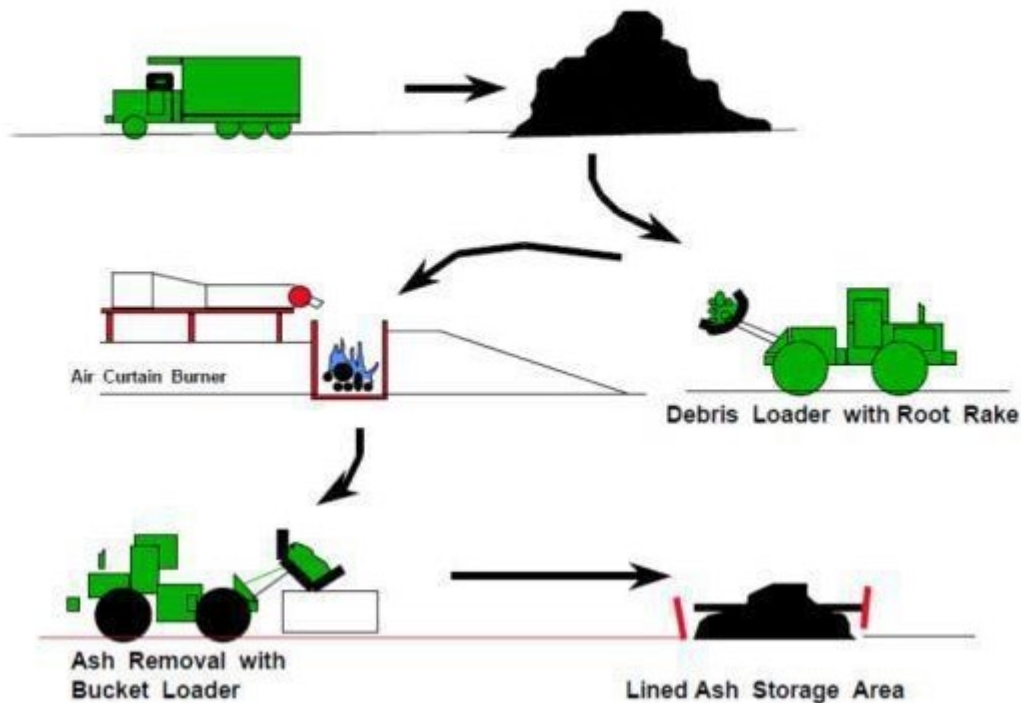 Air Curtain Burner
Debris Loader with Root Rake
Ash Removal with
Bucket Loader
Lined Ash Storage Area